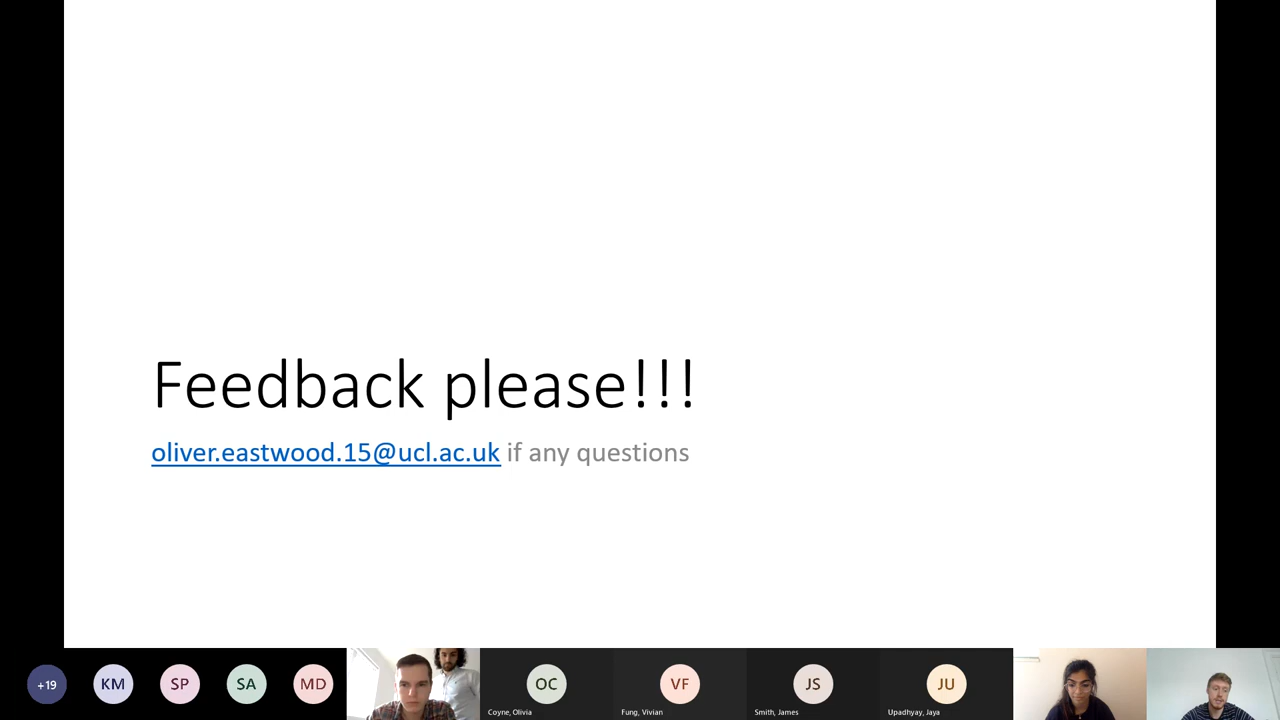 Feedback please!!!
oliver.eastwood.15@ucl.ac.uk if any questions
+19
KM
SP
SA
MD
OC
Coyne, Olivia
VF
Fung, Vivian
JS
Smith, James
JU
Upadhyay, Jaya